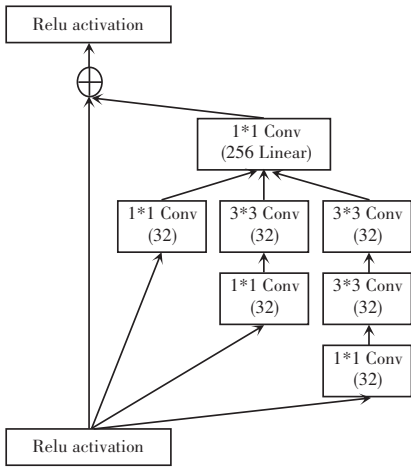 Relu activation
1*1 Conv
(256 Linear)
1*1 Conv
(32)
3*3 Conv
(32)
3*3 Conv
(32)
1*1 Conv
(32)
3*3 Conv
(32)
1*1 Conv
(32)
Relu activation